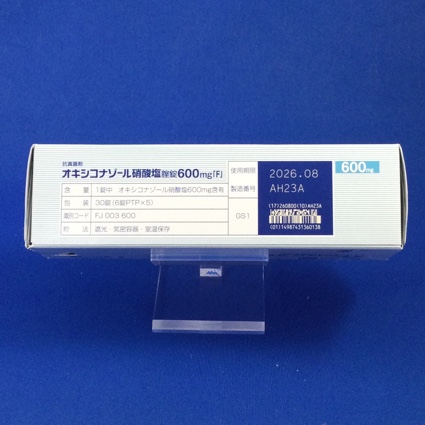 抗真菌剤
オキシコナゾール硝酸塩腟錠600mg「F」
含量 1錠中 オキシコナゾール硝酸塩600mg含有
包装 30錠(6錠PTP×5)
識別コード FJ 003 600
貯法 遮光・気密容器・室温保存
使用期限 2026.08
製造番号 AH23A
GS1
(17)260800(10)AH23A
(01)14987431360138
600mg